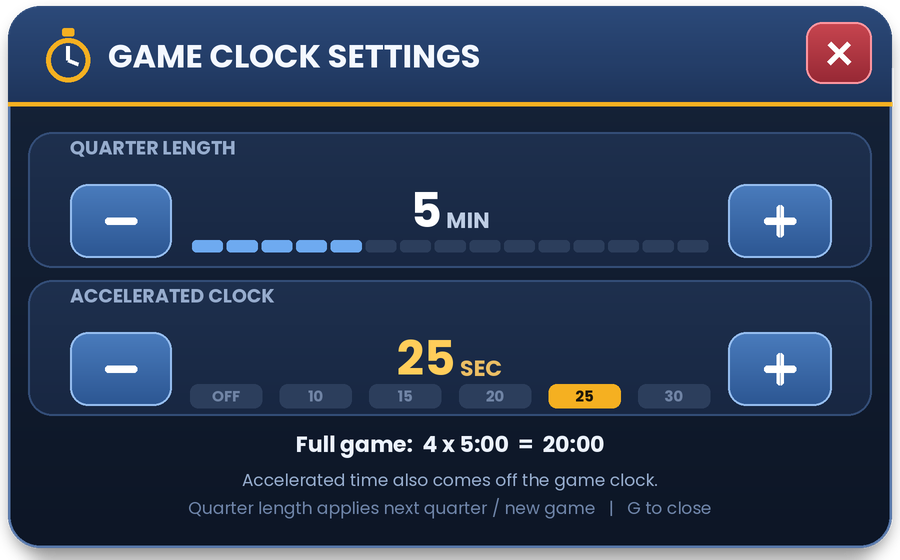 GAME CLOCK SETTINGS
QUARTER LENGTH
5 MIN
ACCELERATED CLOCK
25 SEC
OFF 10 15 20 25 30
Full game: 4 x 5:00 = 20:00
Accelerated time also comes off the game clock.
Quarter length applies next quarter / new game | G to close